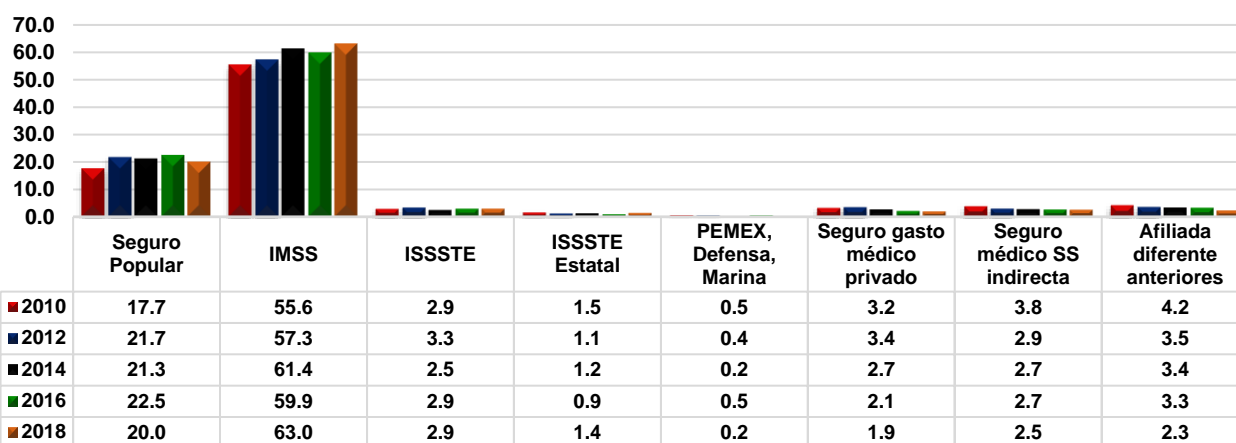 70.0
60.0
50.0
40.0
30.0
20.0
10.0
0.0
Seguro Popular IMSS ISSSTE ISSSTE Estatal PEMEX, Defensa, Marina Seguro gasto médico privado Seguro médico SS indirecta Afiliada diferente anteriores
2010 17.7 55.6 2.9 1.5 0.5 3.2 3.8 4.2
2012 21.7 57.3 3.3 1.1 0.4 3.4 2.9 3.5
2014 21.3 61.4 2.5 1.2 0.2 2.7 2.7 3.4
2016 22.5 59.9 2.9 0.9 0.5 2.1 2.7 3.3
2018 20.0 63.0 2.9 1.4 0.2 1.9 2.5 2.3